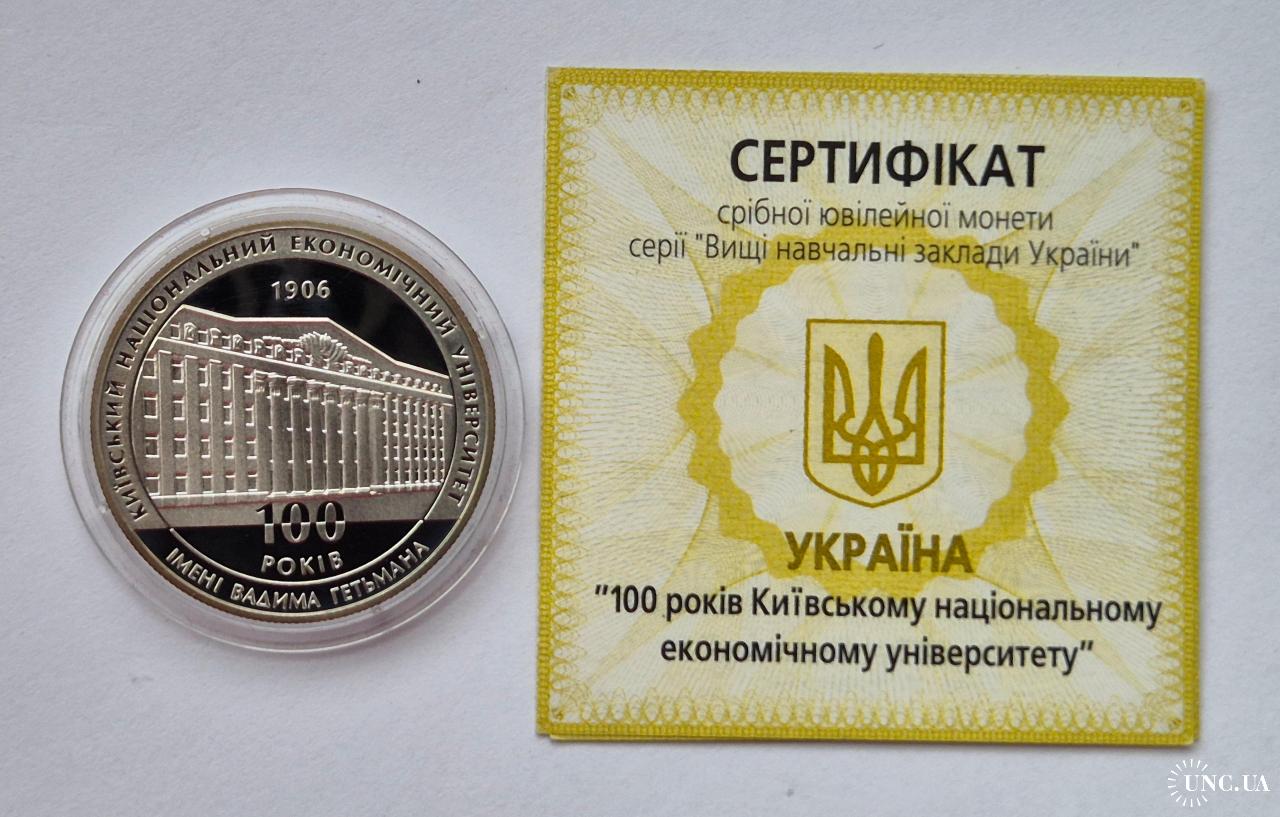 КИЇВСЬКИЙ НАЦІОНАЛЬНИЙ ЕКОНОМІЧНИЙ УНІВЕРСИТЕТ
1906
100
РОКІВ
ІМЕНІ ВАДИМА ГЕТЬМАНА
СЕРТИФІКАТ
срібної ювілейної монети
серії "Вищі навчальні заклади України"
УКРАЇНА
"100 років Київському національному
економічному університету"
UNC.UA